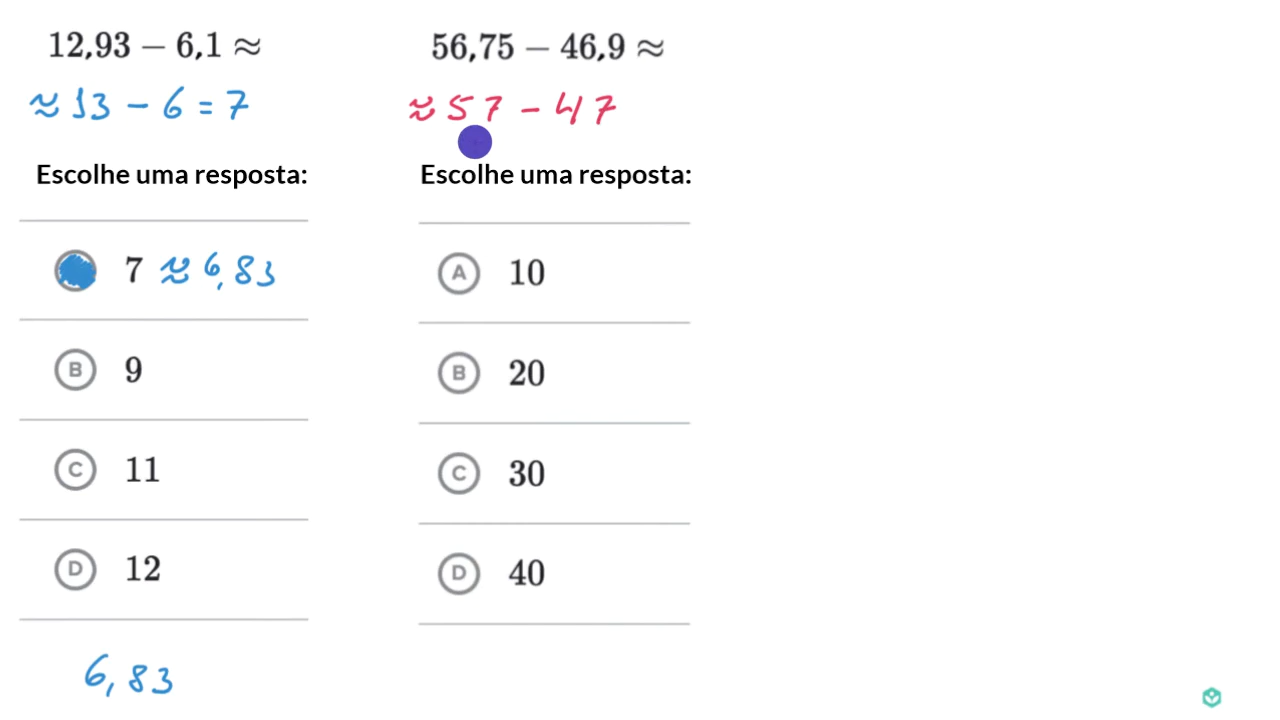 12,93 − 6,1 ≈
≈ 13 − 6 = 7
Escolhe uma resposta:
7 ≈ 6,83
B 9
C 11
D 12
6,83
56,75 − 46,9 ≈
≈ 57 − 47
Escolhe uma resposta:
A 10
B 20
C 30
D 40